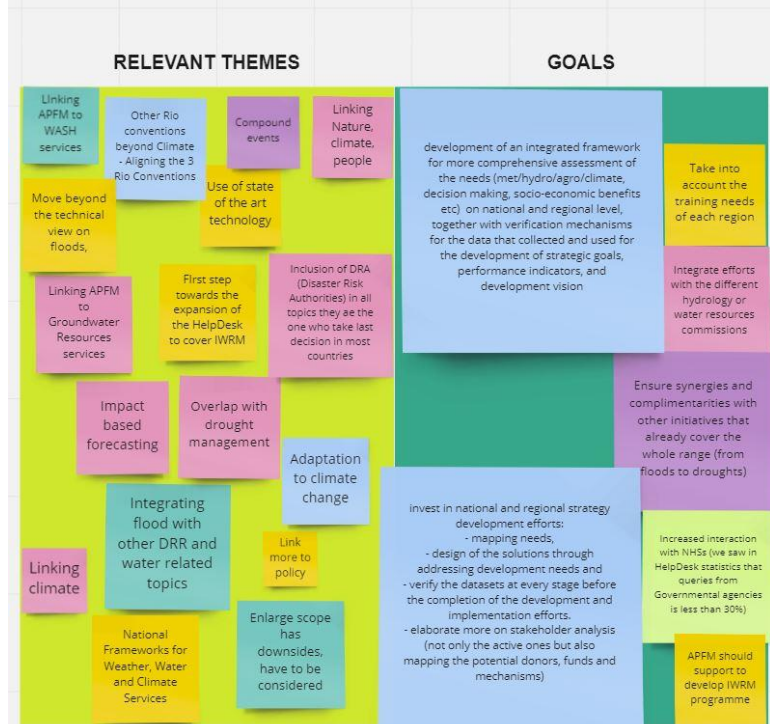 RELEVANT THEMES
GOALS
LInking
APFM to
WASH
services
Other Rio
conventions
beyond Climate
- Aligning the 3
Rio Conventions
Compound
events
Linking
Nature,
climate,
people
Move beyond
the technical
view on
floods,
Use of state
of the art
technology
Linking APFM
to
Groundwater
Resources
services
First step
towards the
expansion of
the HelpDesk
to cover IWRM
Inclusion of DRA
(Disaster Risk
Authorities) in all
topics they ae the
one who take last
decision in most
countries
Impact
based
forecasting
Overlap with
drought
management
Adaptation
to climate
change
Integrating
flood with
other DRR and
water related
topics
Link
more to
policy
Linking
climate
National
Frameworks for
Weather, Water
and Climate
Services
Enlarge scope
has
downsides,
have to be
considered
development of an integrated framework
for more comprehensive assessment of
the needs (met/hydro/agro/climate,
decision making, socio-economic benefits
etc) on national and regional level,
together with verification mechanisms
for the data that collected and used for
the development of strategic goals,
performance indicators, and
development vision
Take into
account the
training needs
of each region
Integrate efforts
with the different
hydrology or
water resources
commissions
Ensure synergies and
complimentarities with
other initiatives that
already cover the
whole range (from
floods to droughts)
invest in national and regional strategy
development efforts:
- mapping needs,
- design of the solutions through
addressing development needs and
- verify the datasets at every stage before
the completion of the development and
implementation efforts.
- elaborate more on stakeholder analysis
(not only the active ones but also
mapping the potential donors, funds and
mechanisms)
Increased interaction
with NHSs (we saw in
HelpDesk statistics that
queries from
Governmental agencies
is less than 30%)
APFM should
support to
develop IWRM
programme